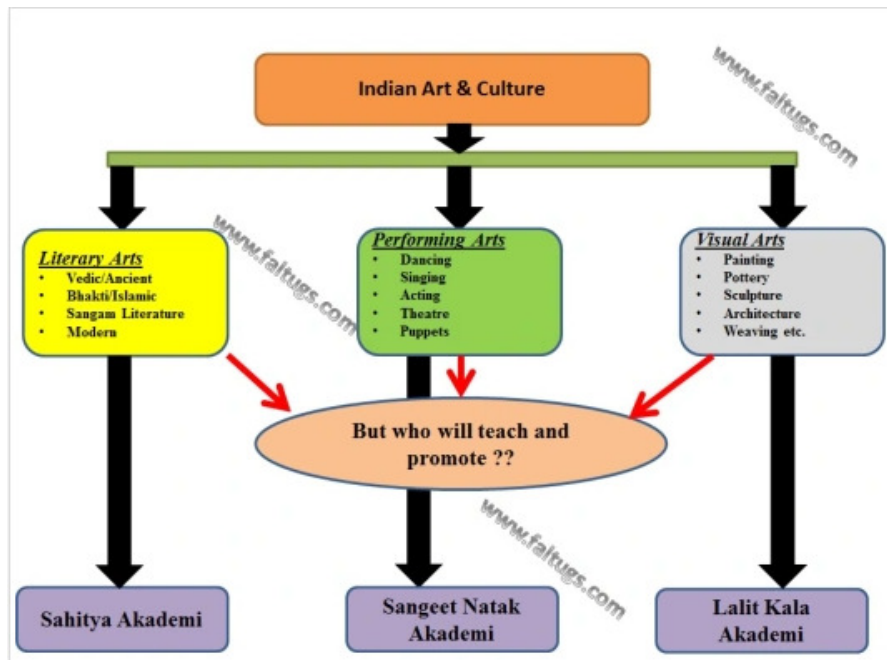 Indian Art & Culture
www.faltugs.com
Literary Arts
• Vedic/Ancient
• Bhakti/Islamic
• Sangam Literature
• Modern
www.faltugs.com
Performing Arts
• Dancing
• Singing
• Acting
• Theatre
• Puppets
Visual Arts
• Painting
• Pottery
• Sculpture
• Architecture
• Weaving etc.
But who will teach and
promote ??
www.faltugs.com
Sahitya Akademi
Sangeet Natak
Akademi
Lalit Kala
Akademi